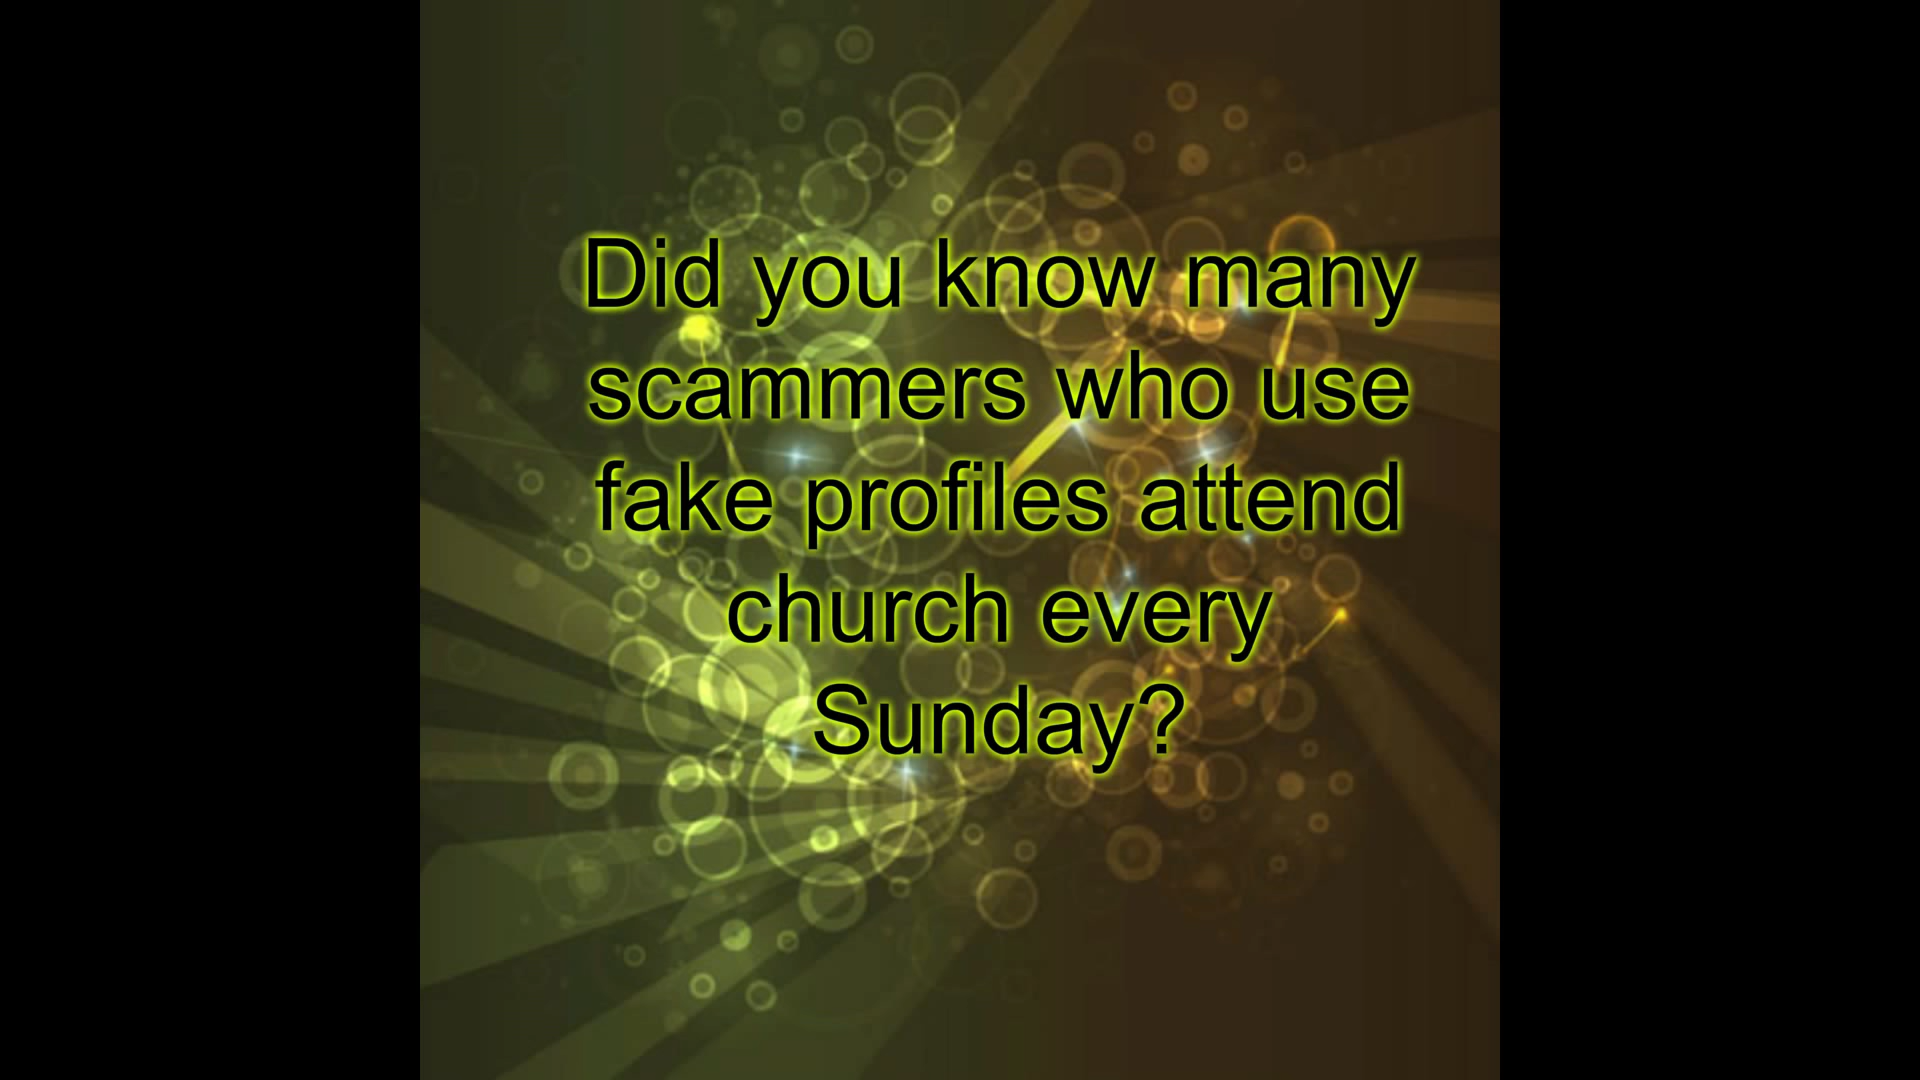 Did you know many
scammers who use
fake profiles attend
church every
Sunday?